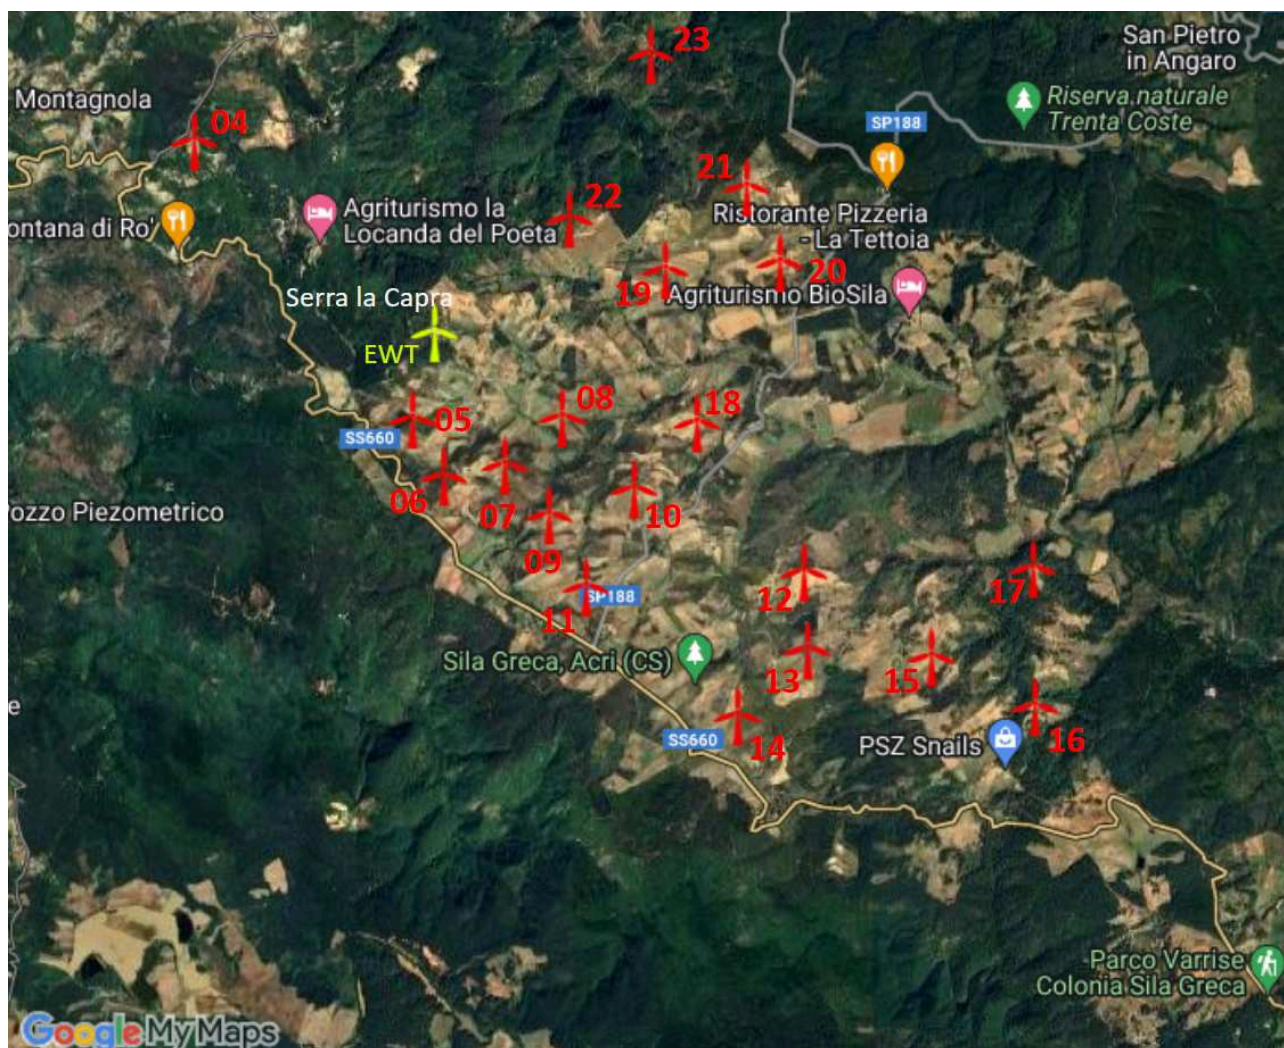 23
San Pietro
in Angaro
Montagnola
04
Riserva naturale
Trenta Coste
SP188
21
22
Agriturismo la
Locanda del Poeta
ontana di Ro'
Ristorante Pizzeria
- La Tettoia
19
20
Agriturismo BioSila
Serra la Capra
EWT
08
18
05
SS660
06
07
10
ozzo Piezometrico
09
12
17
SP188
11
Sila Greca, Acri (CS)
13
15
SS660
14
PSZ Snails
16
e
Parco Varrise
Colonia Sila Greca
Google My Maps